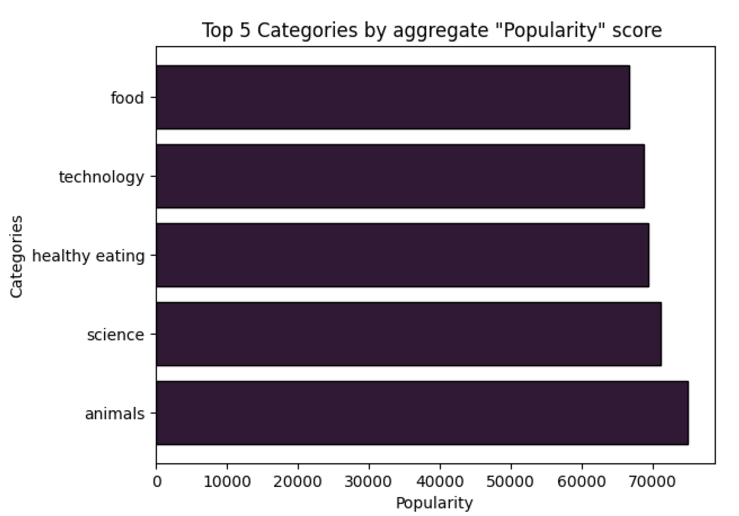 Top 5 Categories by aggregate "Popularity" score
food
technology
healthy eating
science
animals
Categories
0 10000 20000 30000 40000 50000 60000 70000
Popularity